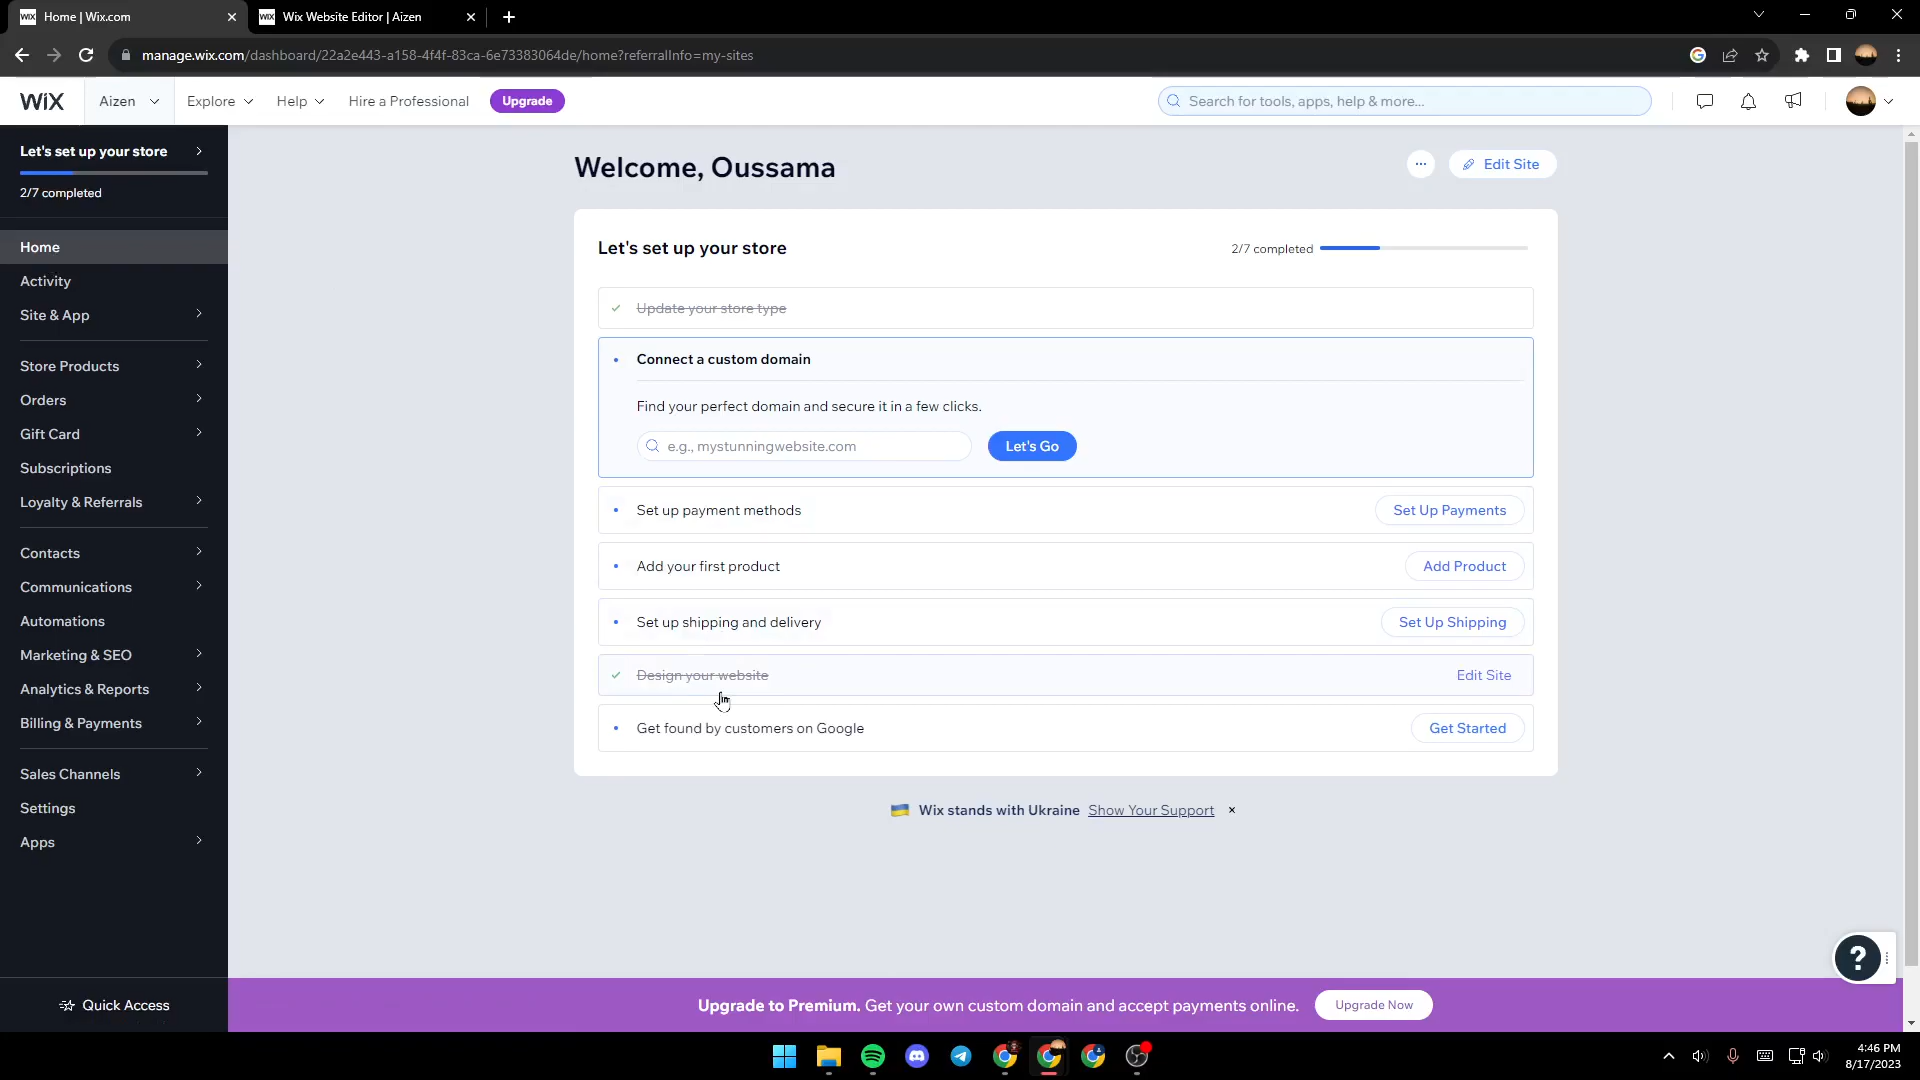 Home | Wix.com
Wix Website Editor | Aizen
manage.wix.com/dashboard/22a2e443-a158-4f4f-83ca-6e73383064de/home?referralInfo=my-sites
WiX
Aizen
Explore
Help
Hire a Professional
Upgrade
Search for tools, apps, help & more...
Let's set up your store
2/7 completed
Home
Activity
Site & App
Store Products
Orders
Gift Card
Subscriptions
Loyalty & Referrals
Contacts
Communications
Automations
Marketing & SEO
Analytics & Reports
Billing & Payments
Sales Channels
Settings
Apps
Quick Access
Welcome, Oussama
Edit Site
Let's set up your store
2/7 completed
Update your store type
Connect a custom domain
Find your perfect domain and secure it in a few clicks.
e.g., mystunningwebsite.com
Let's Go
Set up payment methods
Set Up Payments
Add your first product
Add Product
Set up shipping and delivery
Set Up Shipping
Design your website
Edit Site
Get found by customers on Google
Get Started
Wix stands with Ukraine Show Your Support
?
Upgrade to Premium. Get your own custom domain and accept payments online.
Upgrade Now
4:46 PM
8/17/2023